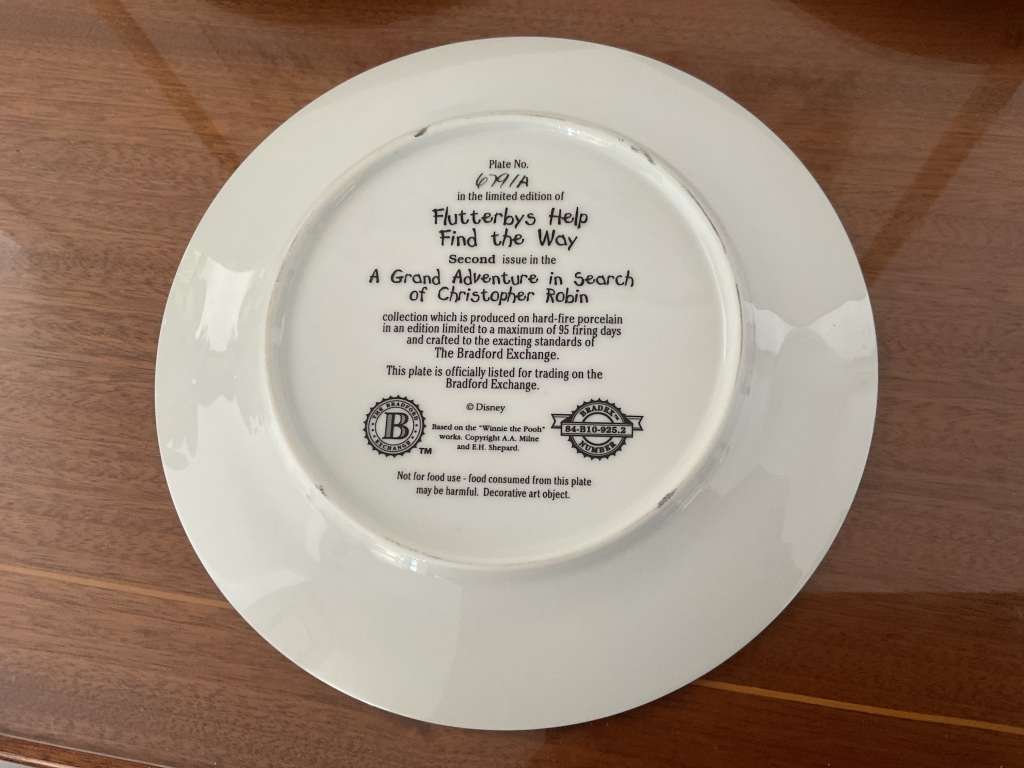 Plate No.
6791A
in the limited edition of
Flutterbys Help
Find the Way
Second issue in the
A Grand Adventure in Search
of Christopher Robin
collection which is produced on hard-fire porcelain
in an edition limited to a maximum of 95 firing days
and crafted to the exacting standards of
The Bradford Exchange.
This plate is officially listed for trading on the
Bradford Exchange.
© Disney
THE BRADFORD
B
EXCHANGE
TM
Based on the "Winnie the Pooh"
works. Copyright A.A. Milne
and E.H. Shepard.
BRADEX™
84-B10-925.2
NUMBER
Not for food use - food consumed from this plate
may be harmful. Decorative art object.